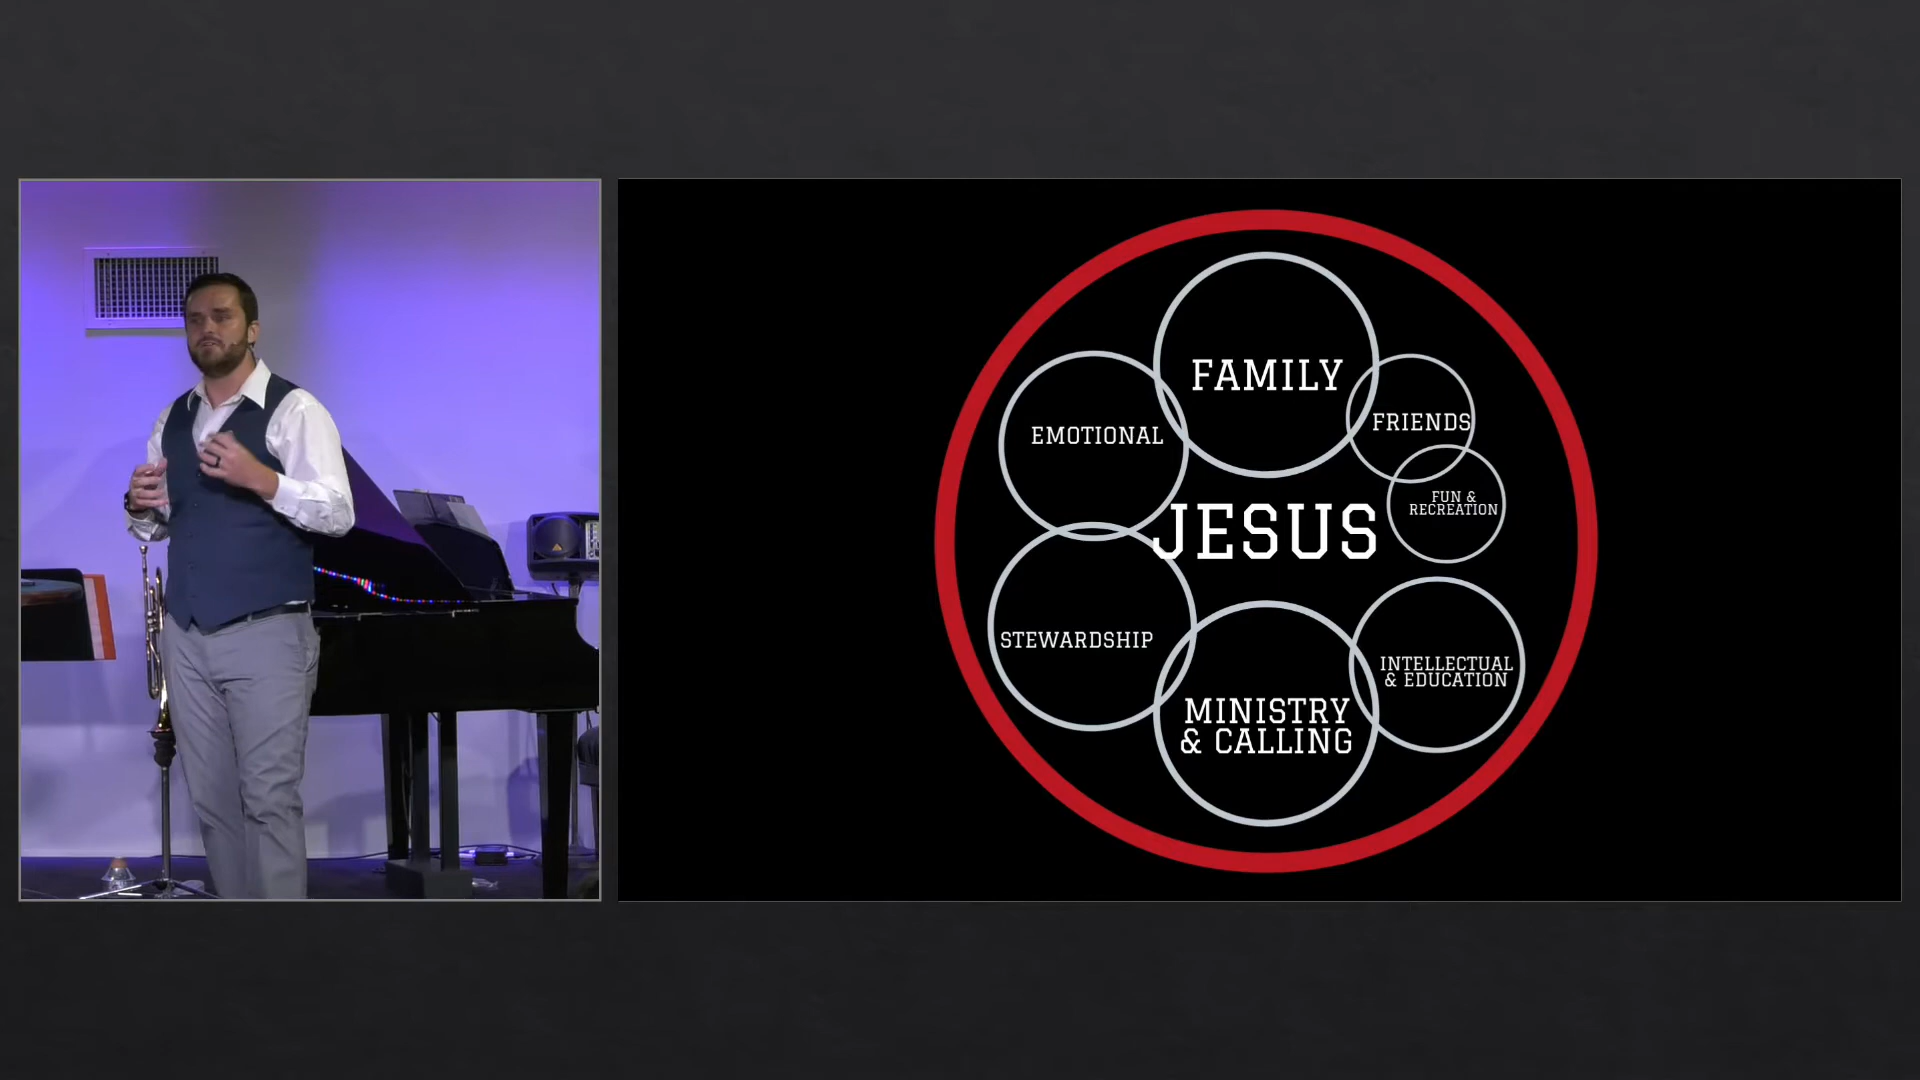 FAMILY
FRIENDS
EMOTIONAL
FUN &
RECREATION
JESUS
STEWARDSHIP
INTELLECTUAL
& EDUCATION
MINISTRY
& CALLING